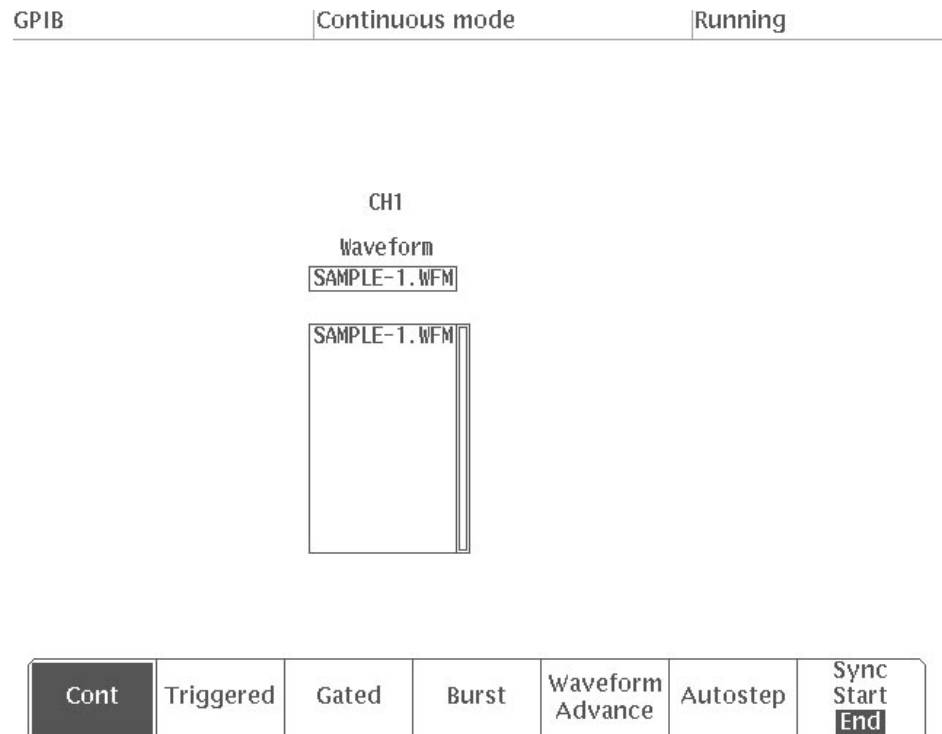 GPIB Continuous mode Running
CH1
Waveform
SAMPLE-1.WFM
SAMPLE-1.WFM
Cont Triggered Gated Burst Waveform Advance Autostep Sync Start End